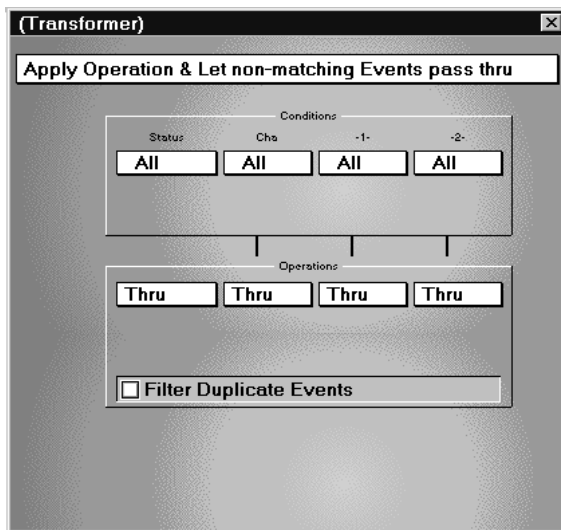 (Transformer)
Apply Operation & Let non-matching Events pass thru
Conditions
Status Cha -1- -2-
All All All All
Operations
Thru Thru Thru Thru
Filter Duplicate Events